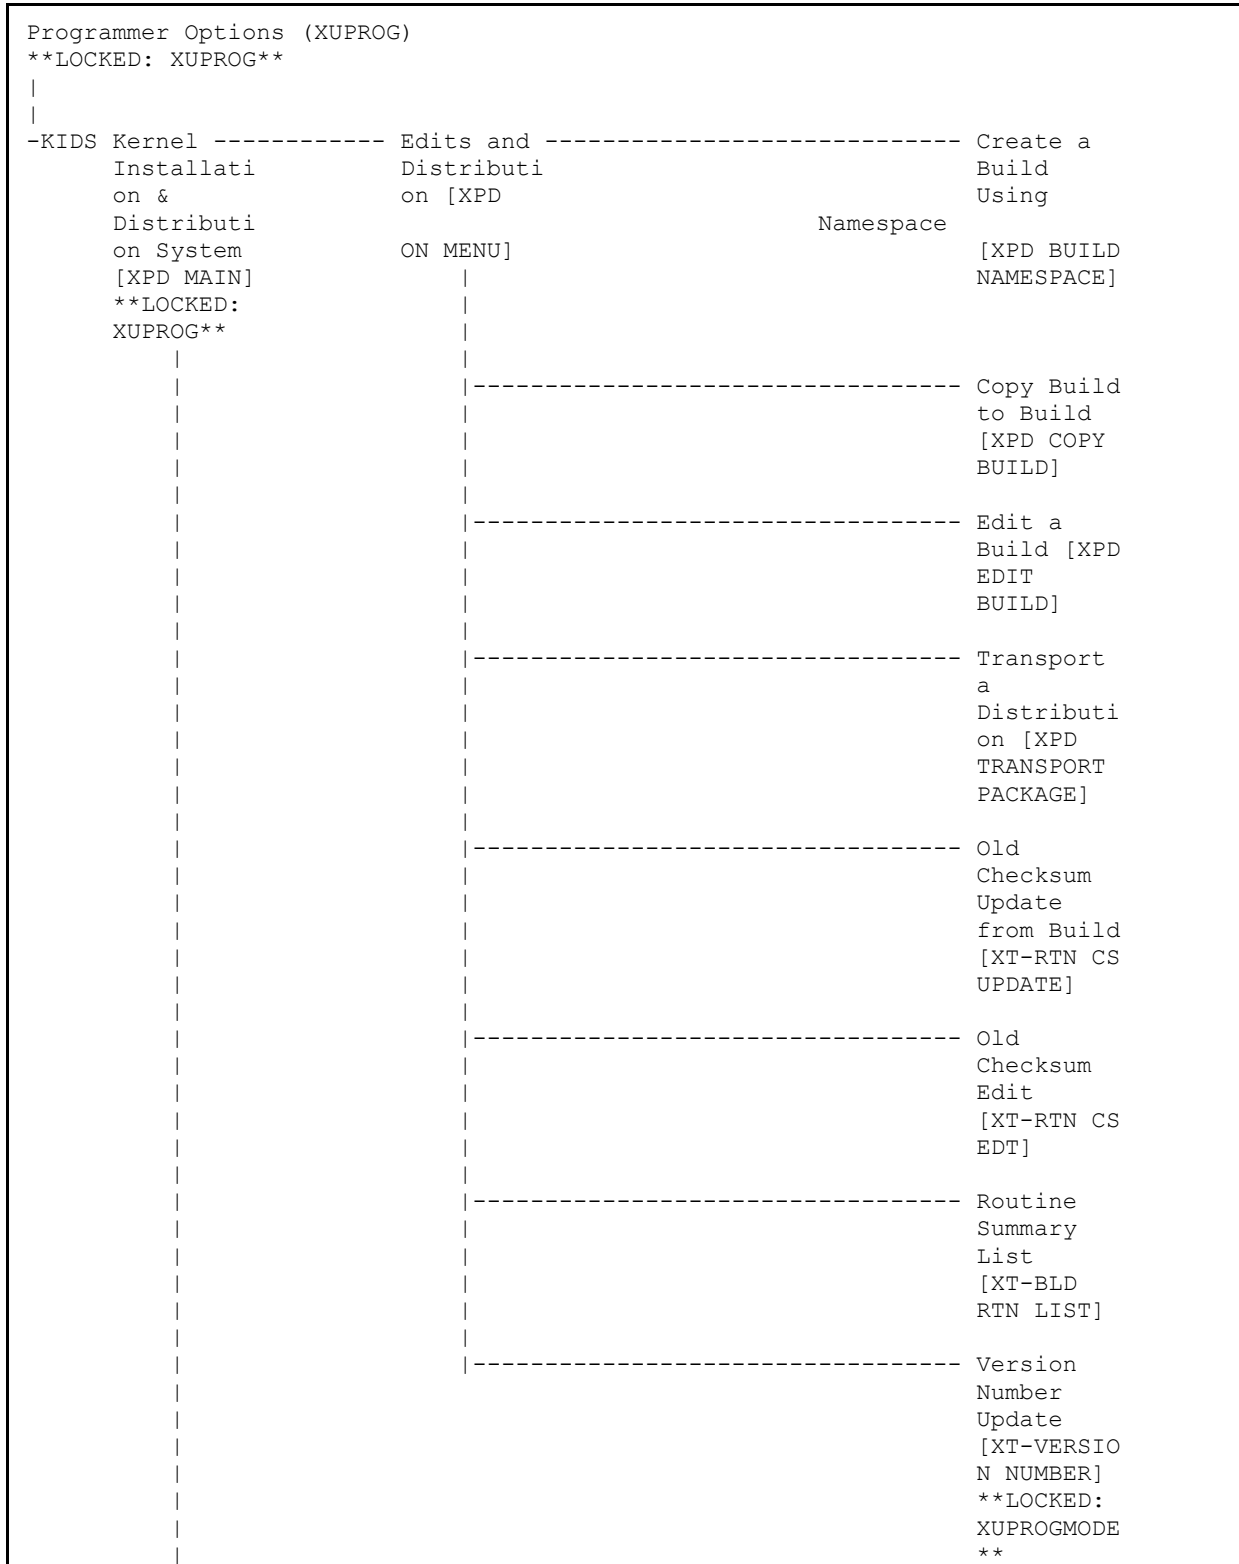 Programmer Options (XUPROG)
**LOCKED: XUPROG**
|
|
-KIDS Kernel ------------ Edits and ----------------------------- Create a
      Installati          Distributi                              Build
      on &                on [XPD                                 Using
      Distributi                                       Namespace
      on System           ON MENU]                                [XPD BUILD
      [XPD MAIN]               |                                  NAMESPACE]
      **LOCKED:                |
      XUPROG**                 |
          |                    |
          |                    |---------------------------------- Copy Build
          |                    |                                  to Build
          |                    |                                  [XPD COPY
          |                    |                                  BUILD]
          |                    |
          |                    |---------------------------------- Edit a
          |                    |                                  Build [XPD
          |                    |                                  EDIT
          |                    |                                  BUILD]
          |                    |
          |                    |---------------------------------- Transport
          |                    |                                  a
          |                    |                                  Distributi
          |                    |                                  on [XPD
          |                    |                                  TRANSPORT
          |                    |                                  PACKAGE]
          |                    |
          |                    |---------------------------------- Old
          |                    |                                  Checksum
          |                    |                                  Update
          |                    |                                  from Build
          |                    |                                  [XT-RTN CS
          |                    |                                  UPDATE]
          |                    |
          |                    |---------------------------------- Old
          |                    |                                  Checksum
          |                    |                                  Edit
          |                    |                                  [XT-RTN CS
          |                    |                                  EDT]
          |                    |
          |                    |---------------------------------- Routine
          |                    |                                  Summary
          |                    |                                  List
          |                    |                                  [XT-BLD
          |                    |                                  RTN LIST]
          |                    |
          |                    |---------------------------------- Version
          |                                                       Number
          |                                                       Update
          |                                                       [XT-VERSIO
          |                                                       N NUMBER]
          |                                                       **LOCKED:
          |                                                       XUPROGMODE
          |                                                       **